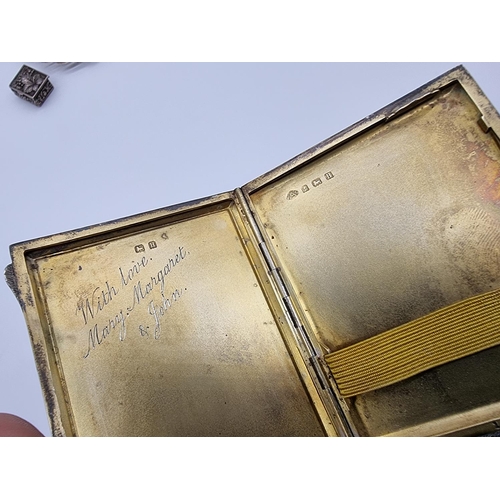 With love.
Mary, Margaret.
& Joan.